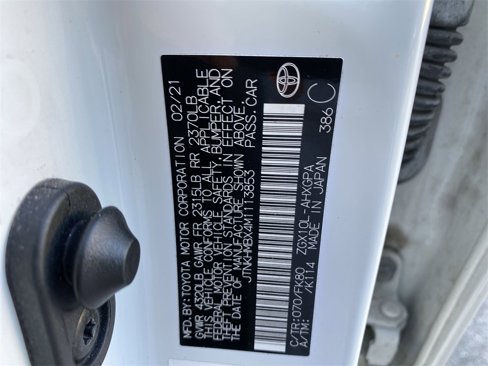 MFD.BY:TOYOTA MOTOR CORPORATION 02/21
GVWR 4320LB GAWR FR 2315LB RR 2370LB
THIS VEHICLE CONFORMS TO ALL APPLICABLE
FEDERAL MOTOR VEHICLE SAFETY, BUMPER, AND
THEFT PREVENTION STANDARDS IN EFFECT ON
THE DATE OF MANUFACTURE SHOWN ABOVE.
JTNKHMBX4M1113853 PASS.CAR
C/TR:070/FK80 ZGX10L-AHXGPA
A/TM: /K114 MADE IN JAPAN 386 C